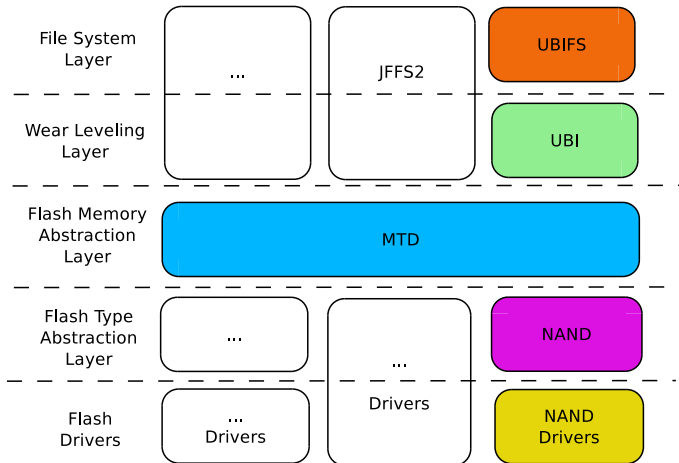 File System
Layer
...
JFFS2
UBIFS
Wear Leveling
Layer
UBI
Flash Memory
Abstraction
Layer
MTD
Flash Type
Abstraction
Layer
...
...
Drivers
NAND
Flash
Drivers
...
Drivers
NAND
Drivers